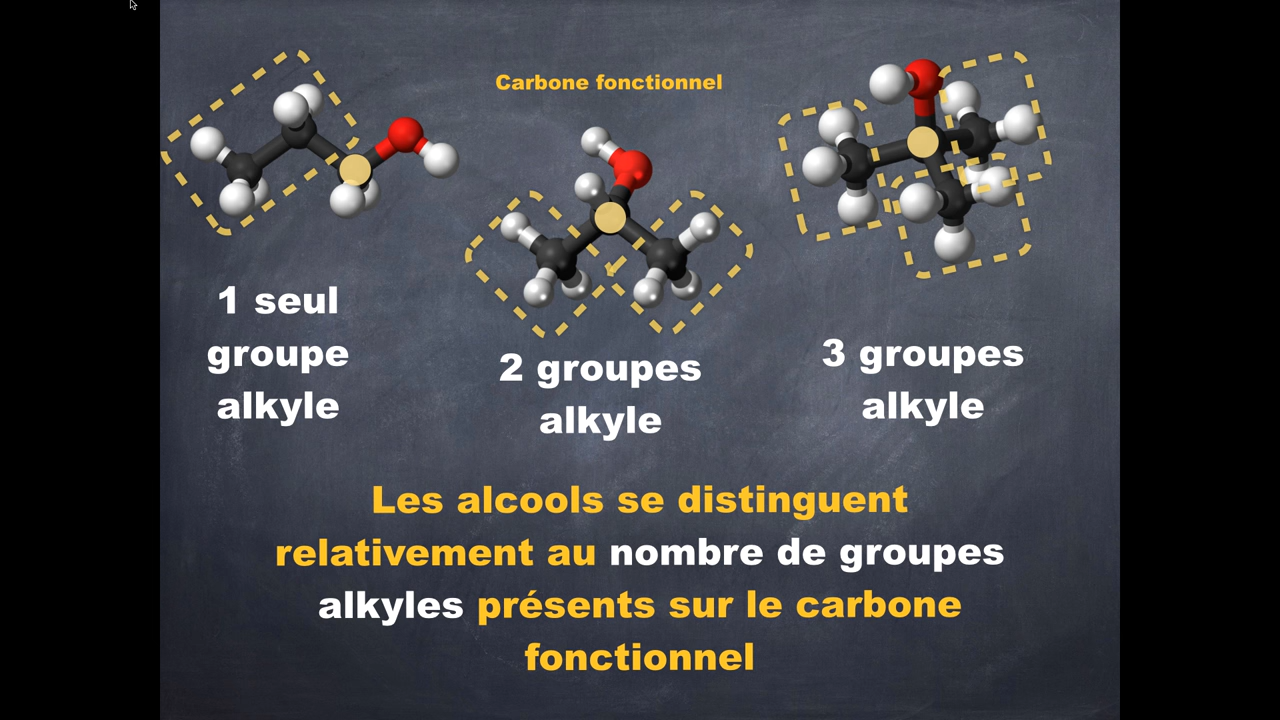 Carbone fonctionnel
1 seul
groupe
alkyle
2 groupes
alkyle
3 groupes
alkyle
Les alcools se distinguent
relativement au nombre de groupes
alkyles présents sur le carbone
fonctionnel